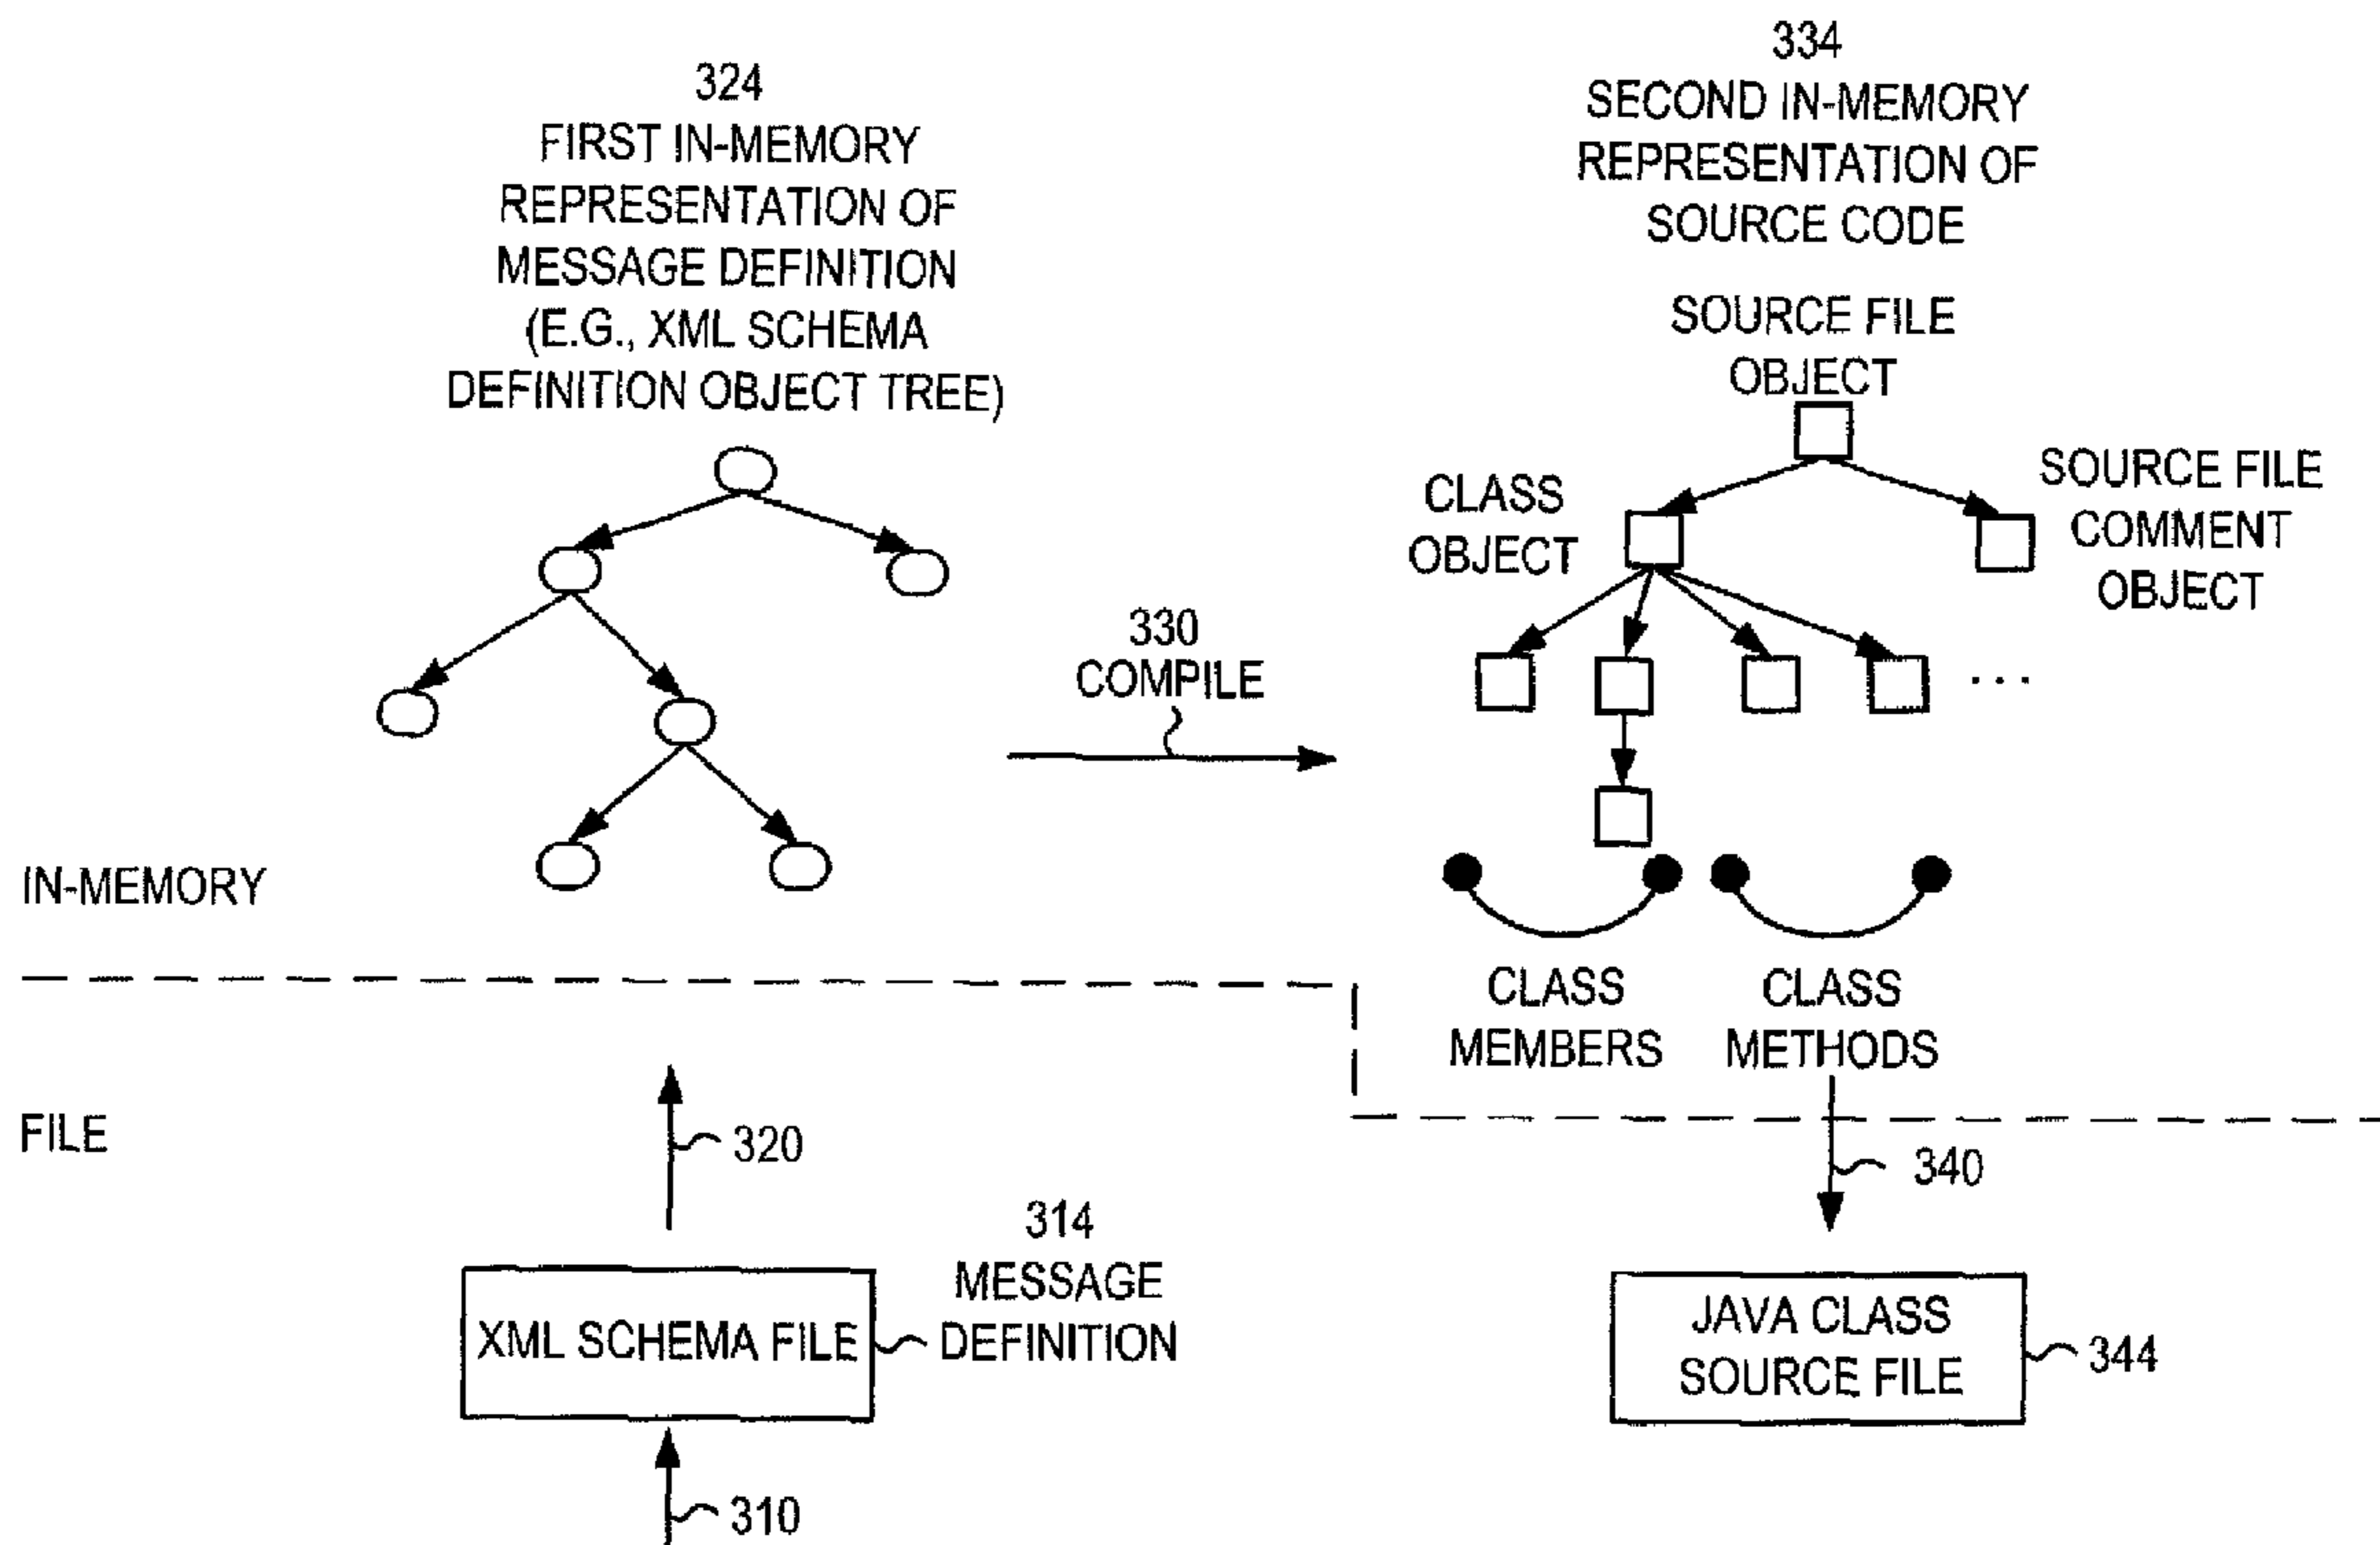 324
FIRST IN-MEMORY
REPRESENTATION OF
MESSAGE DEFINITION
(E.G., XML SCHEMA
DEFINITION OBJECT TREE)
334
SECOND IN-MEMORY
REPRESENTATION OF
SOURCE CODE
SOURCE FILE
OBJECT
CLASS
OBJECT
SOURCE FILE
COMMENT
OBJECT
330
COMPILE
...
IN-MEMORY
CLASS
MEMBERS
CLASS
METHODS
FILE
320
340
314
MESSAGE
DEFINITION
XML SCHEMA FILE
JAVA CLASS
SOURCE FILE
344
310